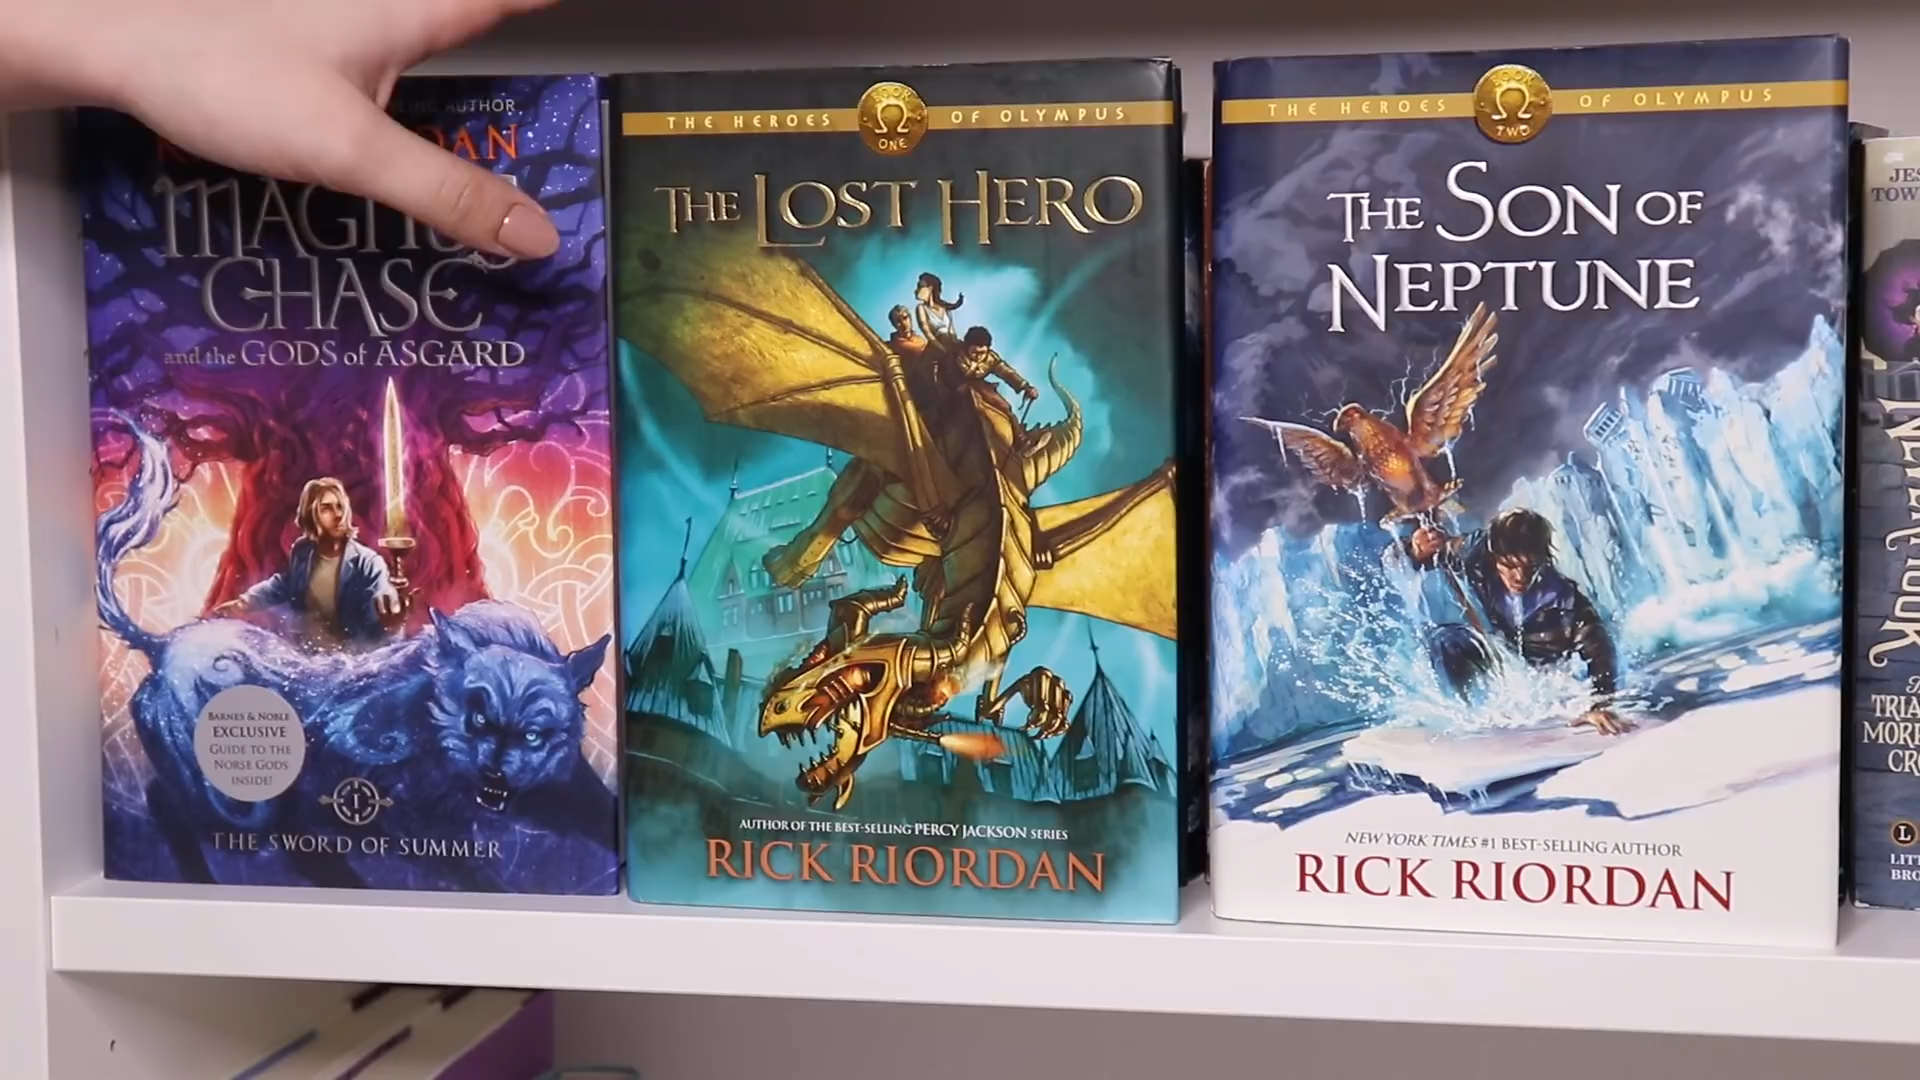 AUTHOR
DAN
CHASE
and the GODS of ASGARD
BARNES & NOBLE
EXCLUSIVE
GUIDE TO THE
NORSE GODS
INSIDE!
I
THE SWORD OF SUMMER
THE HEROES OF OLYMPUS
BOOK
ONE
THE LOST HERO
AUTHOR OF THE BEST-SELLING PERCY JACKSON SERIES
RICK RIORDAN
THE HEROES OF OLYMPUS
BOOK
TWO
THE SON OF
NEPTUNE
NEW YORK TIMES #1 BEST-SELLING AUTHOR
RICK RIORDAN
JES
TOW
L